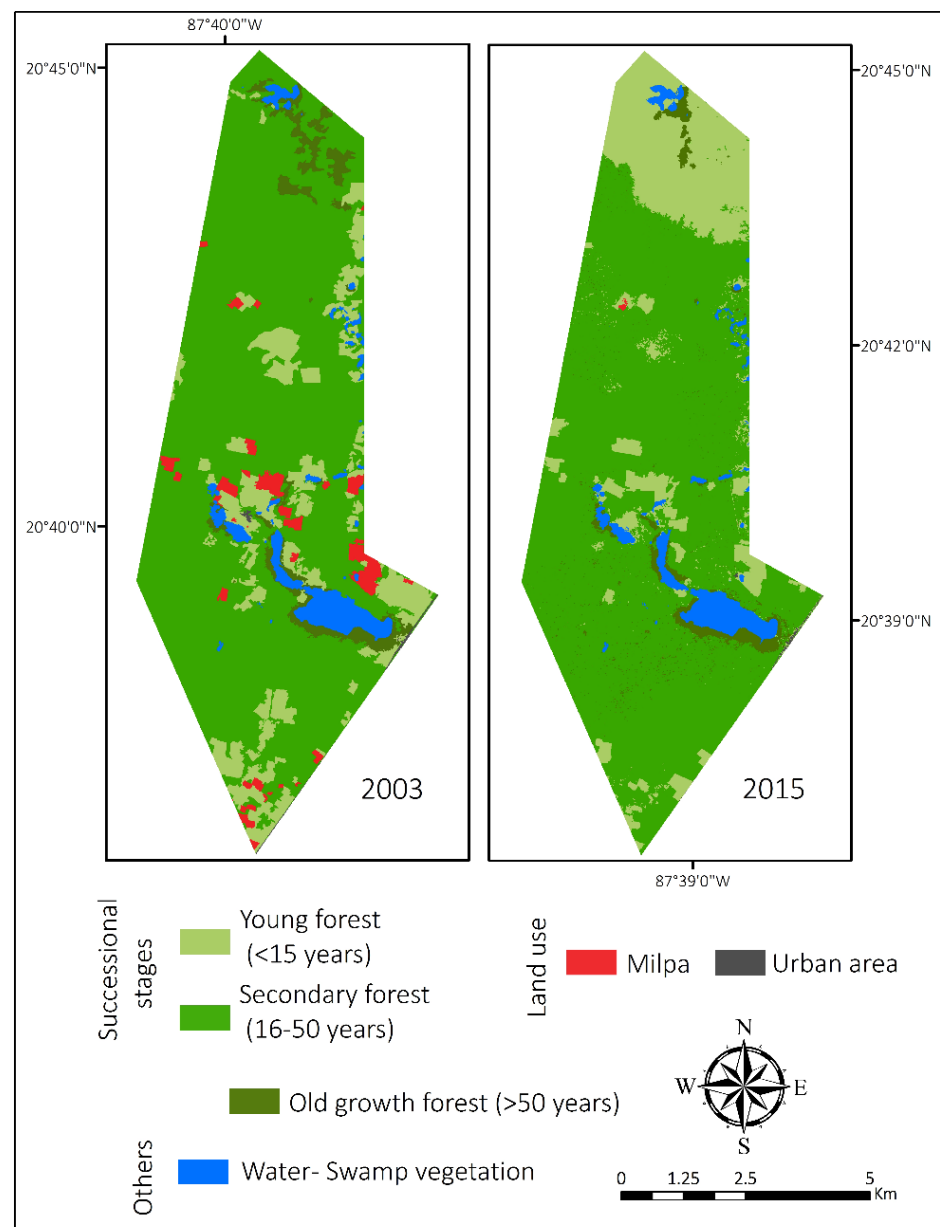 87°40'0"W
20°45'0"N
20°45'0"N
20°42'0"N
20°40'0"N
20°39'0"N
2003
2015
87°39'0"W
Successional
stages
Young forest
(<15 years)
Secondary forest
(16-50 years)
Old growth forest (>50 years)
Others
Water- Swamp vegetation
Land use
Milpa
Urban area
N
W
E
S
0 1.25 2.5 5
Km